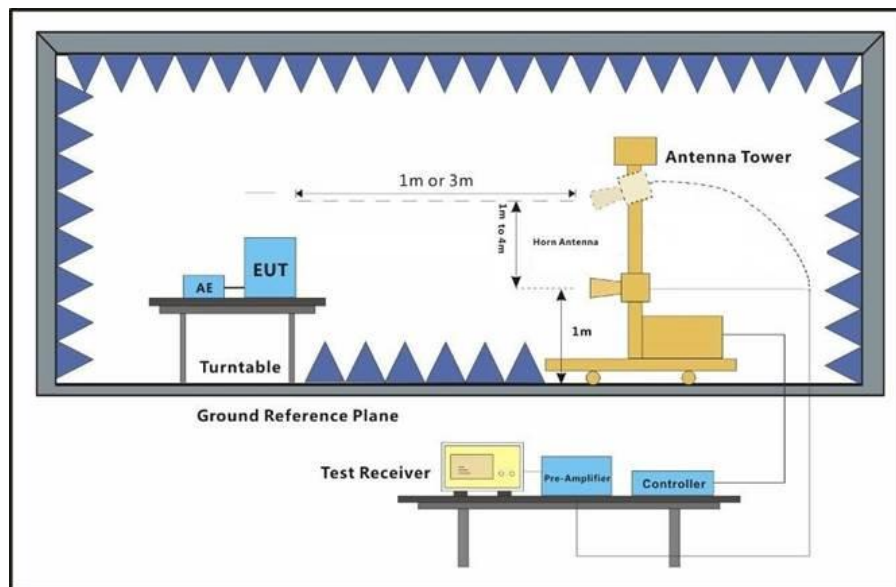 Antenna Tower
1m or 3m
1m to 4m
Horn Antenna
EUT
AE
1m
Turntable
Ground Reference Plane
Test Receiver
Pre-Amplifier
Controller